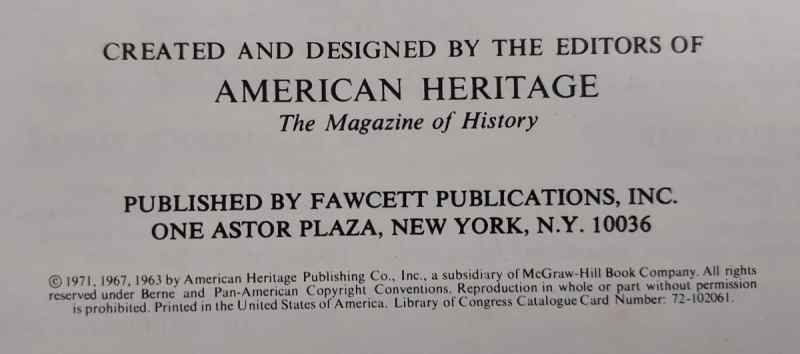 CREATED AND DESIGNED BY THE EDITORS OF
AMERICAN HERITAGE
The Magazine of History
PUBLISHED BY FAWCETT PUBLICATIONS, INC.
ONE ASTOR PLAZA, NEW YORK, N.Y. 10036
© 1971, 1967, 1963 by American Heritage Publishing Co., Inc., a subsidiary of McGraw-Hill Book Company. All rights
reserved under Berne and Pan-American Copyright Conventions. Reproduction in whole or part without permission
is prohibited. Printed in the United States of America. Library of Congress Catalogue Card Number: 72-102061.